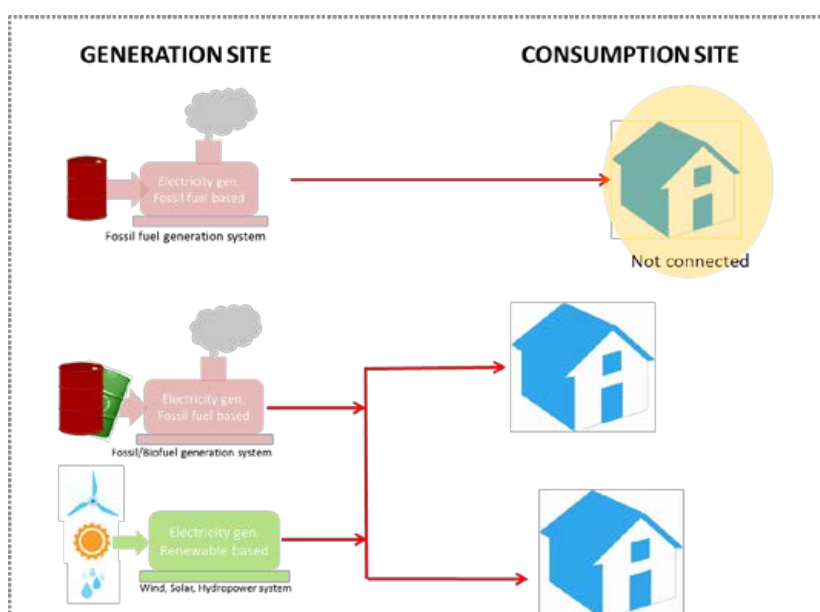 GENERATION SITE
CONSUMPTION SITE
Electricity gen.
Fossil fuel based
Fossil fuel generation system
Not connected
Electricity gen.
Fossil fuel based
Fossil/Biofuel generation system
Electricity gen.
Renewable based
Wind, Solar, Hydropower system